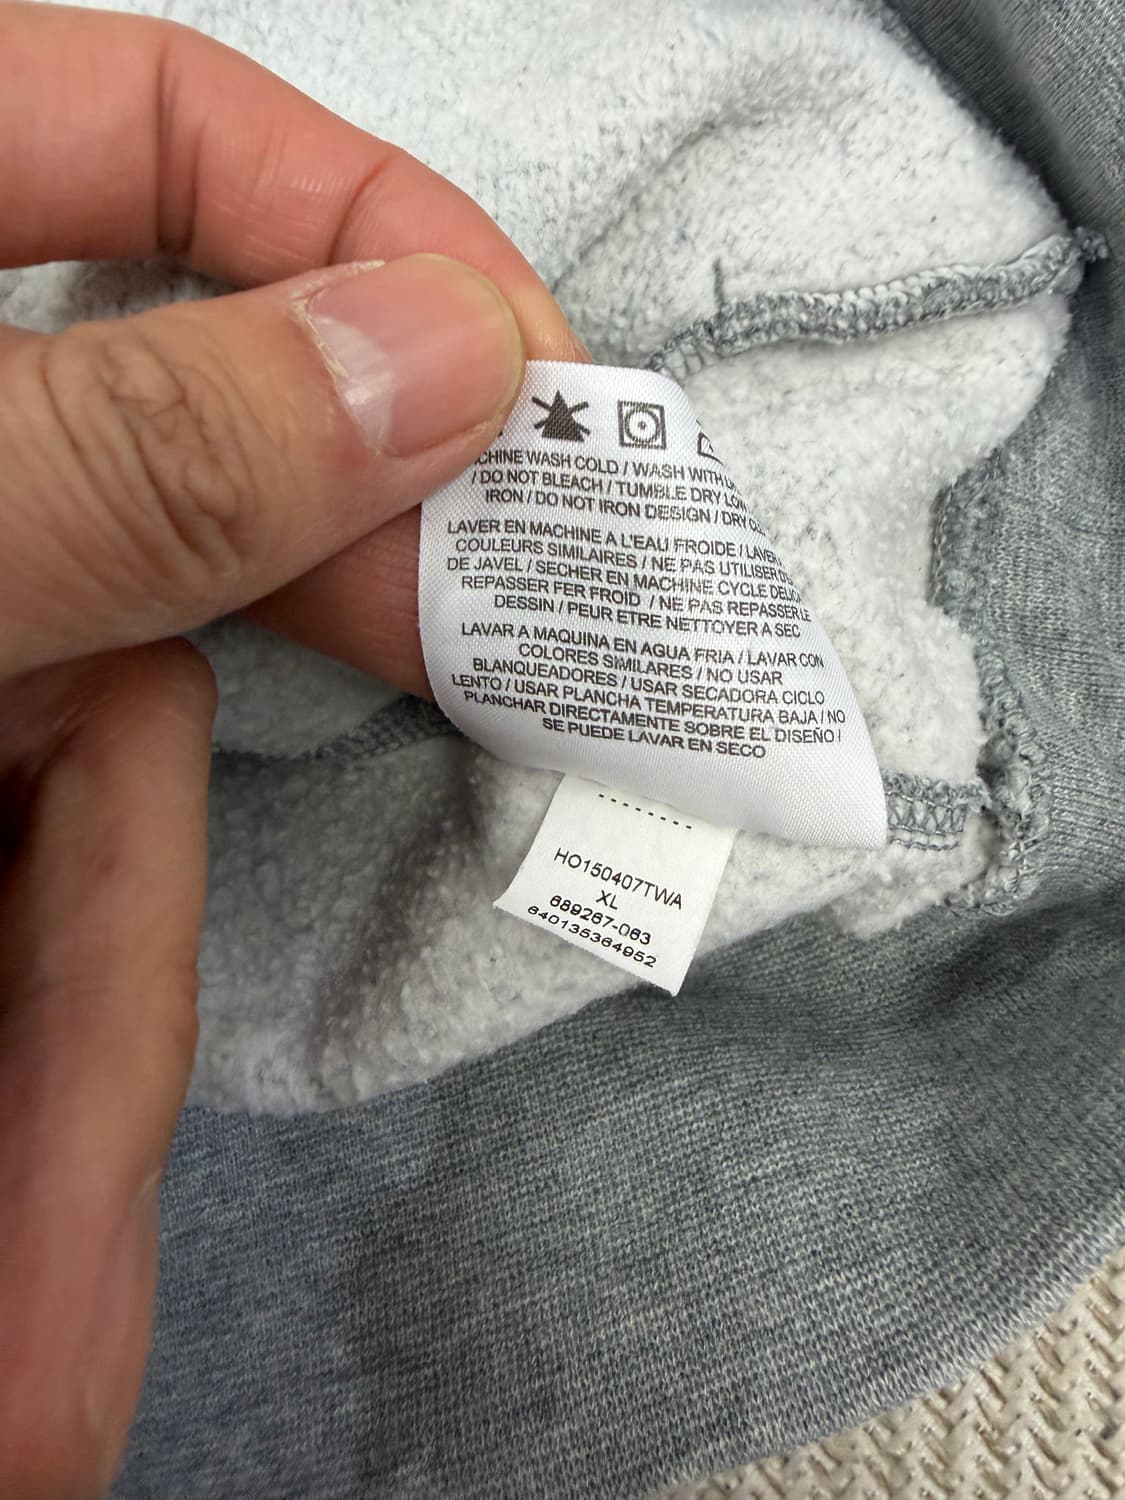 CHINE WASH COLD / WASH WITH
/ DO NOT BLEACH / TUMBLE DRY LOW
IRON / DO NOT IRON DESIGN / DRY
LAVER EN MACHINE A L'EAU FROIDE / LAVER
COULEURS SIMILAIRES / NE PAS UTILISER
DE JAVEL / SECHER EN MACHINE CYCLE DELIC
REPASSER FER FROID / NE PAS REPASSER LE
DESSIN / PEUR ETRE NETTOYER A SEC
LAVAR A MAQUINA EN AGUA FRIA / LAVAR CON
COLORES SIMILARES / NO USAR
BLANQUEADORES / USAR SECADORA CICLO
LENTO / USAR PLANCHA TEMPERATURA BAJA / NO
PLANCHAR DIRECTAMENTE SOBRE EL DISEÑO /
SE PUEDE LAVAR EN SECO
HO150407TWA
XL
689267-063
640135364952